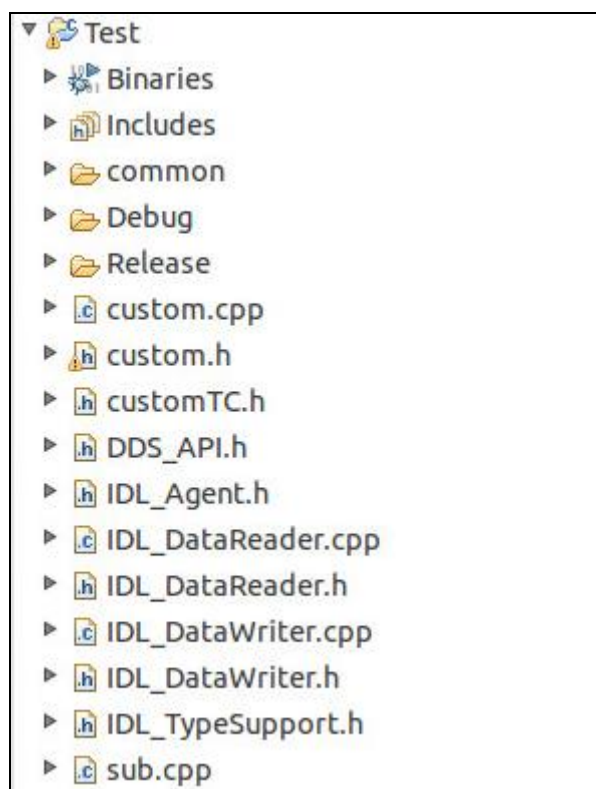 Test
Binaries
Includes
common
Debug
Release
custom.cpp
custom.h
customTC.h
DDS_API.h
IDL_Agent.h
IDL_DataReader.cpp
IDL_DataReader.h
IDL_DataWriter.cpp
IDL_DataWriter.h
IDL_TypeSupport.h
sub.cpp